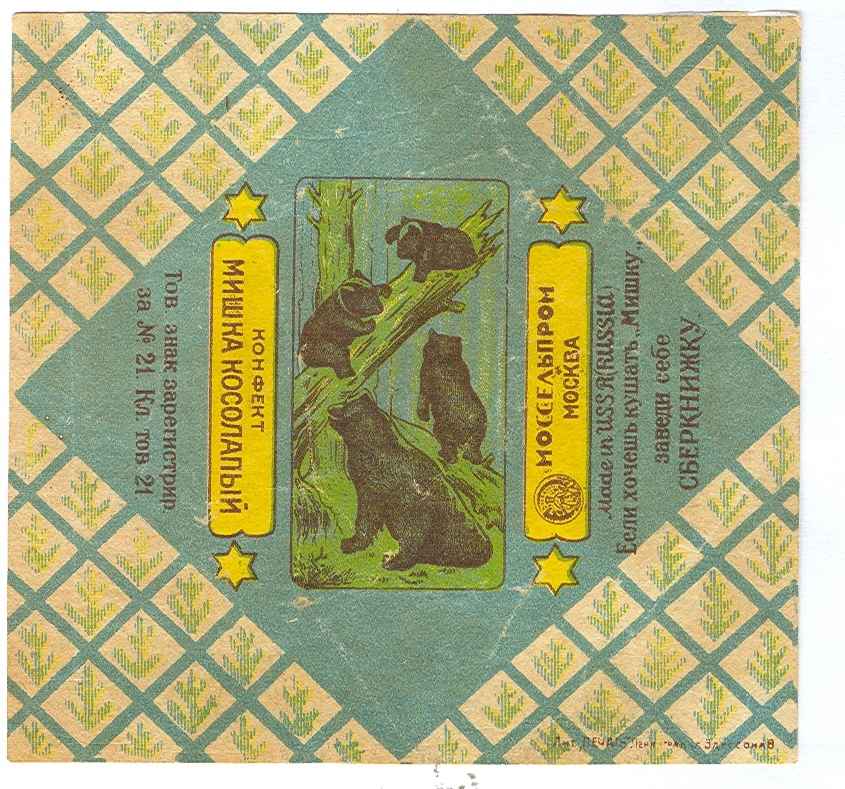 КОНФЕКТ
МИШКА КОСОЛАПЫЙ
Тов. знак зарегистрир
за № 21 Кл тов 21
МОССЕЛЬПРОМ
МОСКВА
Made in USSR(Russia)
Если хочешь кушать „Мишку"
заведи себе
СБЕРКНИЖКУ